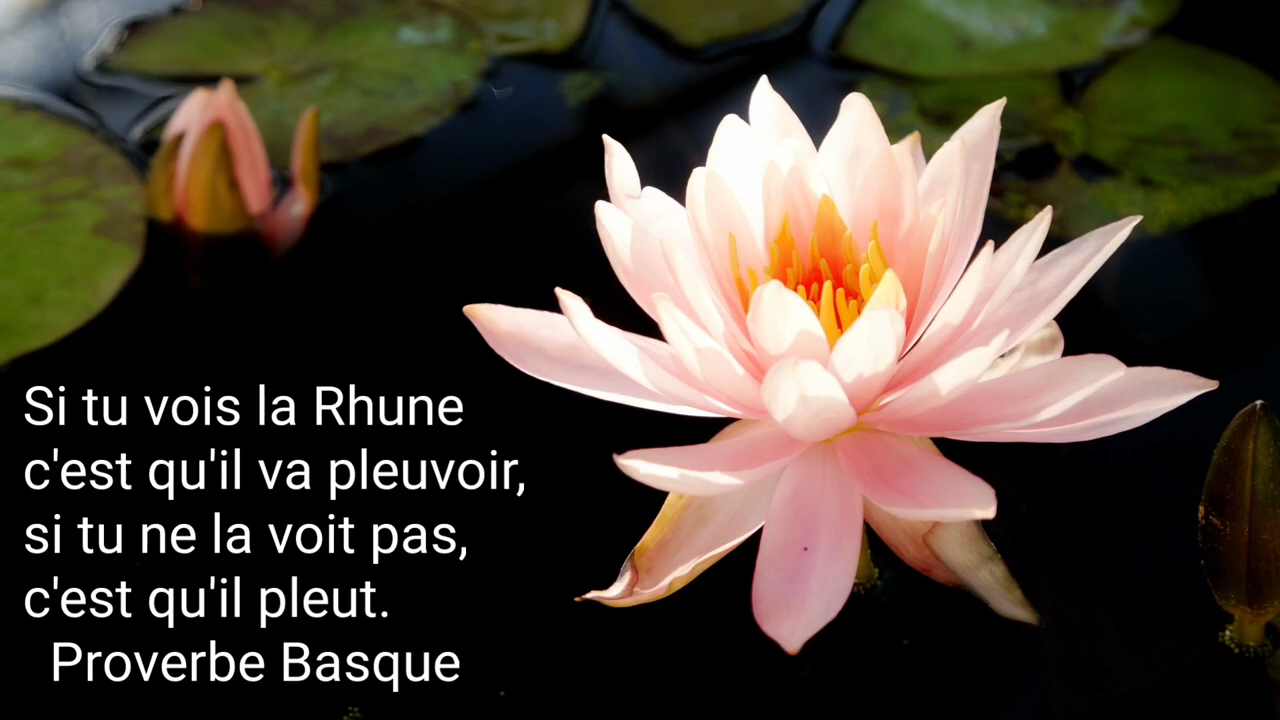 Si tu vois la Rhune
c'est qu'il va pleuvoir,
si tu ne la voit pas,
c'est qu'il pleut.
Proverbe Basque